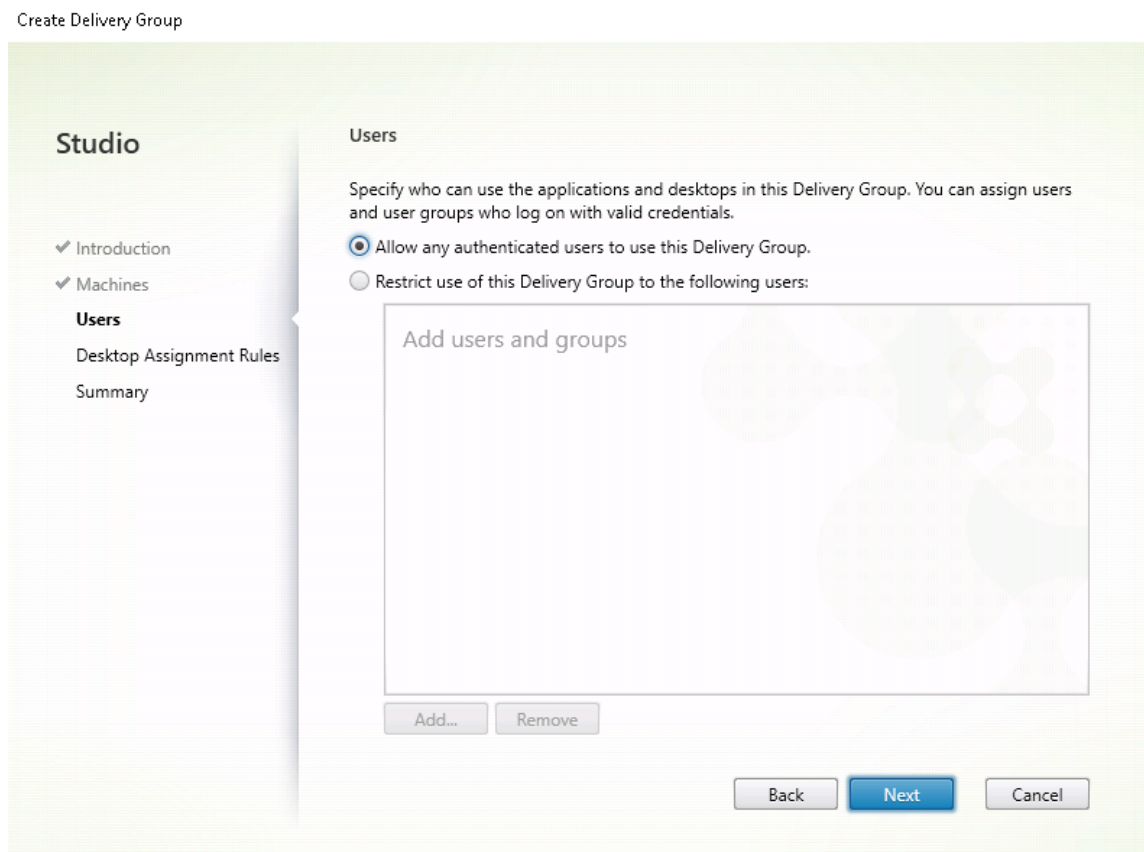 Create Delivery Group
Studio
Introduction
Machines
Users
Desktop Assignment Rules
Summary
Users
Specify who can use the applications and desktops in this Delivery Group. You can assign users
and user groups who log on with valid credentials.
Allow any authenticated users to use this Delivery Group.
Restrict use of this Delivery Group to the following users:
Add users and groups
Add...
Remove
Back
Next
Cancel